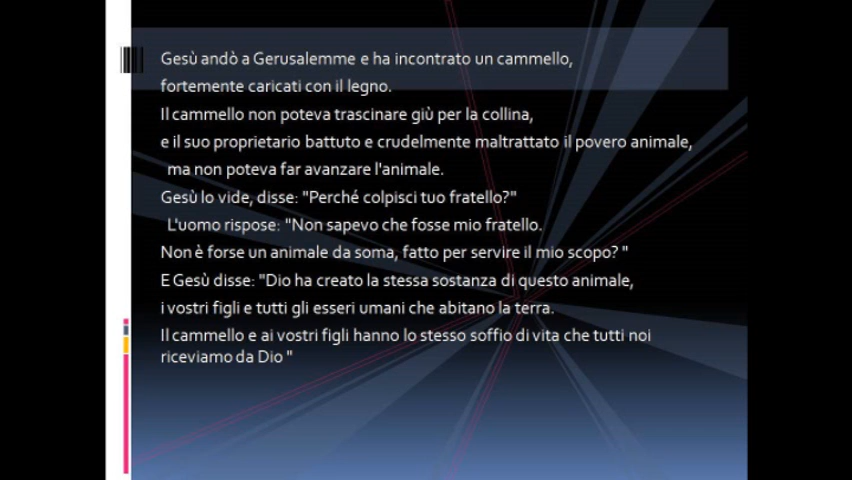 Gesù andò a Gerusalemme e ha incontrato un cammello,
fortemente caricati con il legno.
Il cammello non poteva trascinare giù per la collina,
e il suo proprietario battuto e crudelmente maltrattato il povero animale,
ma non poteva far avanzare l'animale.
Gesù lo vide, disse: "Perché colpisci tuo fratello?"
L'uomo rispose: "Non sapevo che fosse mio fratello.
Non è forse un animale da soma, fatto per servire il mio scopo? "
E Gesù disse: "Dio ha creato la stessa sostanza di questo animale,
i vostri figli e tutti gli esseri umani che abitano la terra.
Il cammello e ai vostri figli hanno lo stesso soffio di vita che tutti noi
riceviamo da Dio "